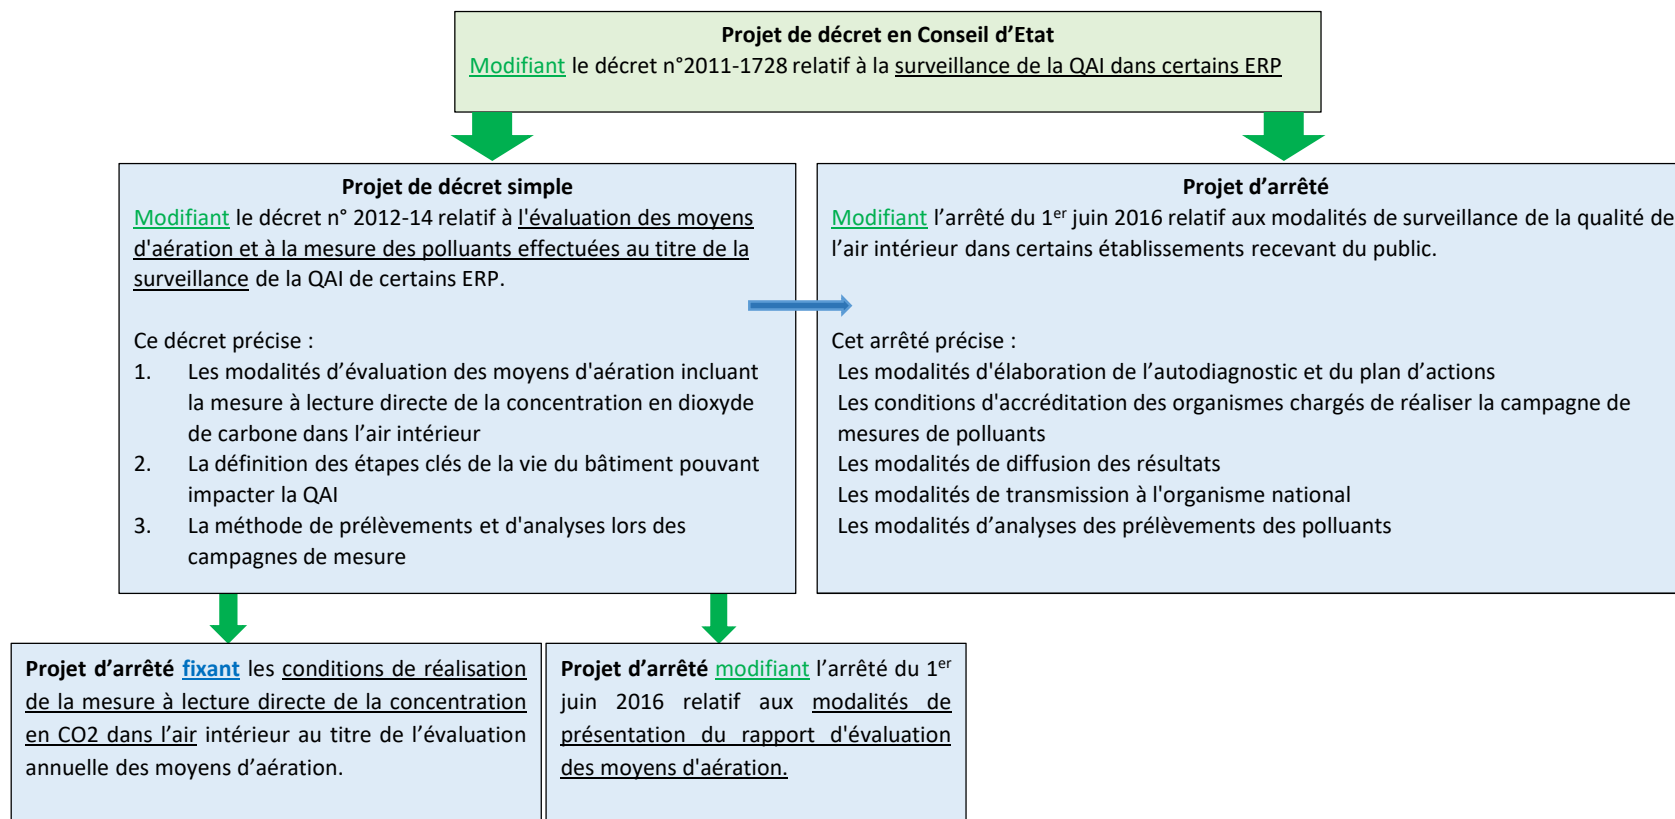 Projet de décret en Conseil d’Etat
Modifiant le décret n°2011-1728 relatif à la surveillance de la QAI dans certains ERP
Projet de décret simple
Modifiant le décret n° 2012-14 relatif à l'évaluation des moyens
d'aération et à la mesure des polluants effectuées au titre de la
surveillance de la QAI de certains ERP.
Ce décret précise :
1. Les modalités d’évaluation des moyens d'aération incluant
la mesure à lecture directe de la concentration en dioxyde
de carbone dans l’air intérieur
2. La définition des étapes clés de la vie du bâtiment pouvant
impacter la QAI
3. La méthode de prélèvements et d'analyses lors des
campagnes de mesure
Projet d’arrêté
Modifiant l’arrêté du 1er juin 2016 relatif aux modalités de surveillance de la qualité de
l’air intérieur dans certains établissements recevant du public.
Cet arrêté précise :
Les modalités d'élaboration de l’autodiagnostic et du plan d’actions
Les conditions d'accréditation des organismes chargés de réaliser la campagne de
mesures de polluants
Les modalités de diffusion des résultats
Les modalités de transmission à l'organisme national
Les modalités d’analyses des prélèvements des polluants
Projet d’arrêté fixant les conditions de réalisation
de la mesure à lecture directe de la concentration
en CO2 dans l’air intérieur au titre de l’évaluation
annuelle des moyens d’aération.
Projet d’arrêté modifiant l’arrêté du 1er
juin 2016 relatif aux modalités de
présentation du rapport d'évaluation
des moyens d'aération.